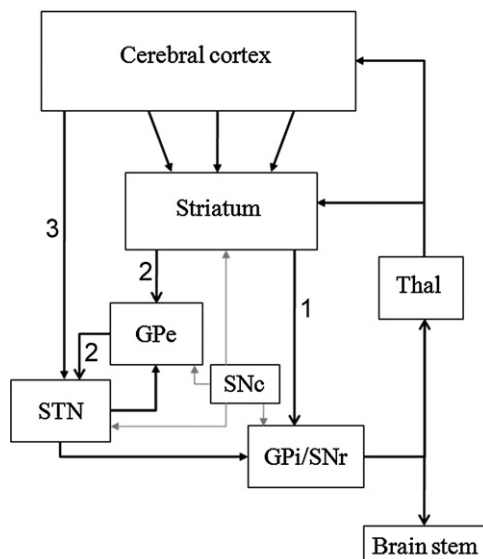 Cerebral cortex
Striatum
3
2
1
Thal
GPe
2
SNc
STN
GPi/SNr
Brain stem